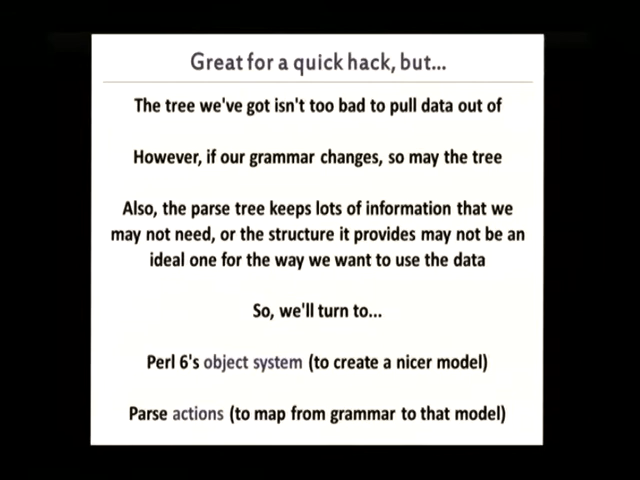 Great for a quick hack, but...
The tree we've got isn't too bad to pull data out of
However, if our grammar changes, so may the tree
Also, the parse tree keeps lots of information that we
may not need, or the structure it provides may not be an
ideal one for the way we want to use the data
So, we'll turn to...
Perl 6's object system (to create a nicer model)
Parse actions (to map from grammar to that model)